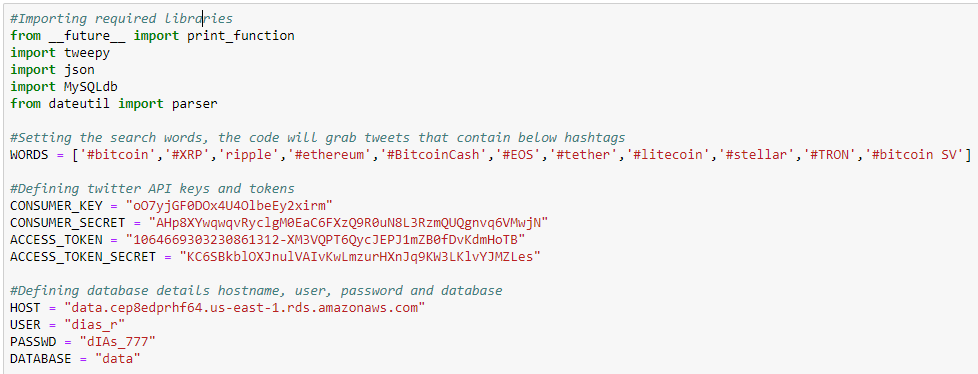 #Importing required libraries
from __future__ import print_function
import tweepy
import json
import MySQLdb
from dateutil import parser
#Setting the search words, the code will grab tweets that contain below hashtags
WORDS = ['#bitcoin','#XRP','ripple','#ethereum','#BitcoinCash','#EOS','#tether','#litecoin','#stellar','#TRON','#bitcoin SV']
#Defining twitter API keys and tokens
CONSUMER_KEY = "oO7yjGF0DOx4U4OlbeEy2xirm"
CONSUMER_SECRET = "AHp8XYwqwqvRyclgM0EaC6FXzQ9R0uN8L3RzmQUQgnvq6VMwjN"
ACCESS_TOKEN = "1064669303230861312-XM3VQPT6QycJEPJ1mZB0fDvKdmHoTB"
ACCESS_TOKEN_SECRET = "KC6SBkblOXJnulVAIvKwLmzurHXnJq9KW3LKlvYJMZLes"
#Defining database details hostname, user, password and database
HOST = "data.cep8edprhf64.us-east-1.rds.amazonaws.com"
USER = "dias_r"
PASSWD = "dIAs_777"
DATABASE = "data"